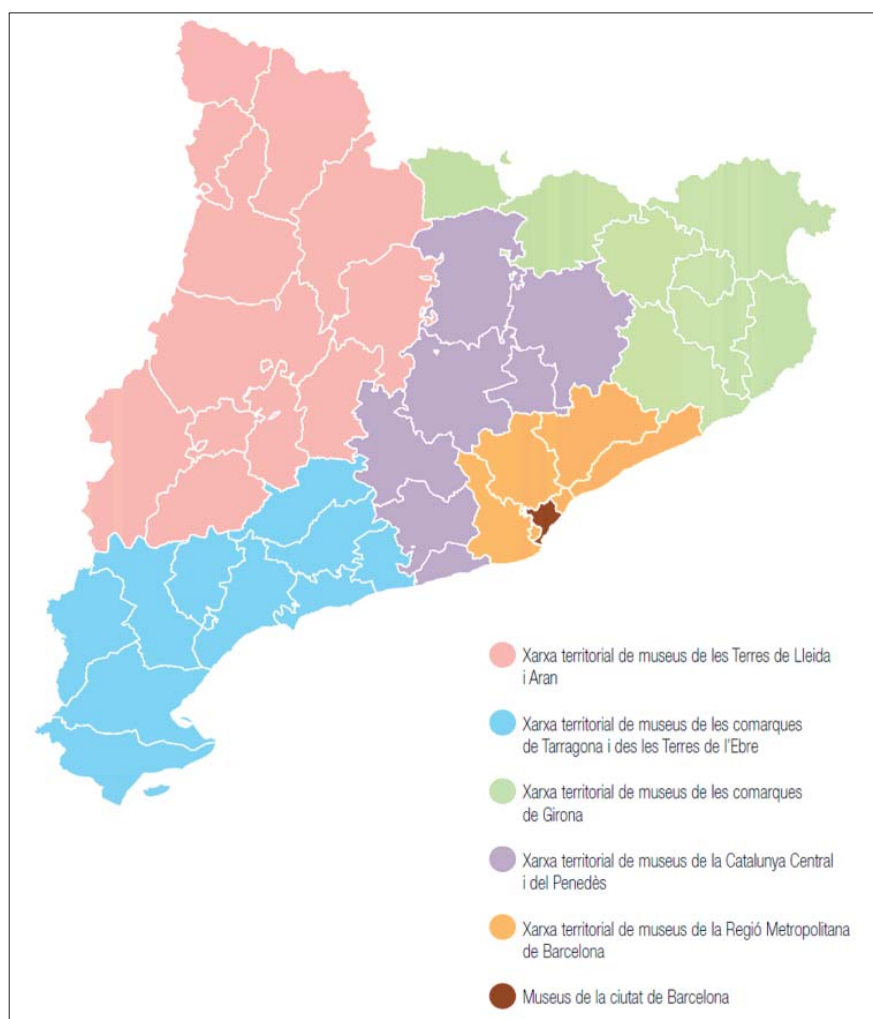 Xarxa territorial de museus de les Terres de Lleida
i Aran
Xarxa territorial de museus de les comarques
de Tarragona i des les Terres de l'Ebre
Xarxa territorial de museus de les comarques
de Girona
Xarxa territorial de museus de la Catalunya Central
i del Penedès
Xarxa territorial de museus de la Regió Metropolitana
de Barcelona
Museus de la ciutat de Barcelona